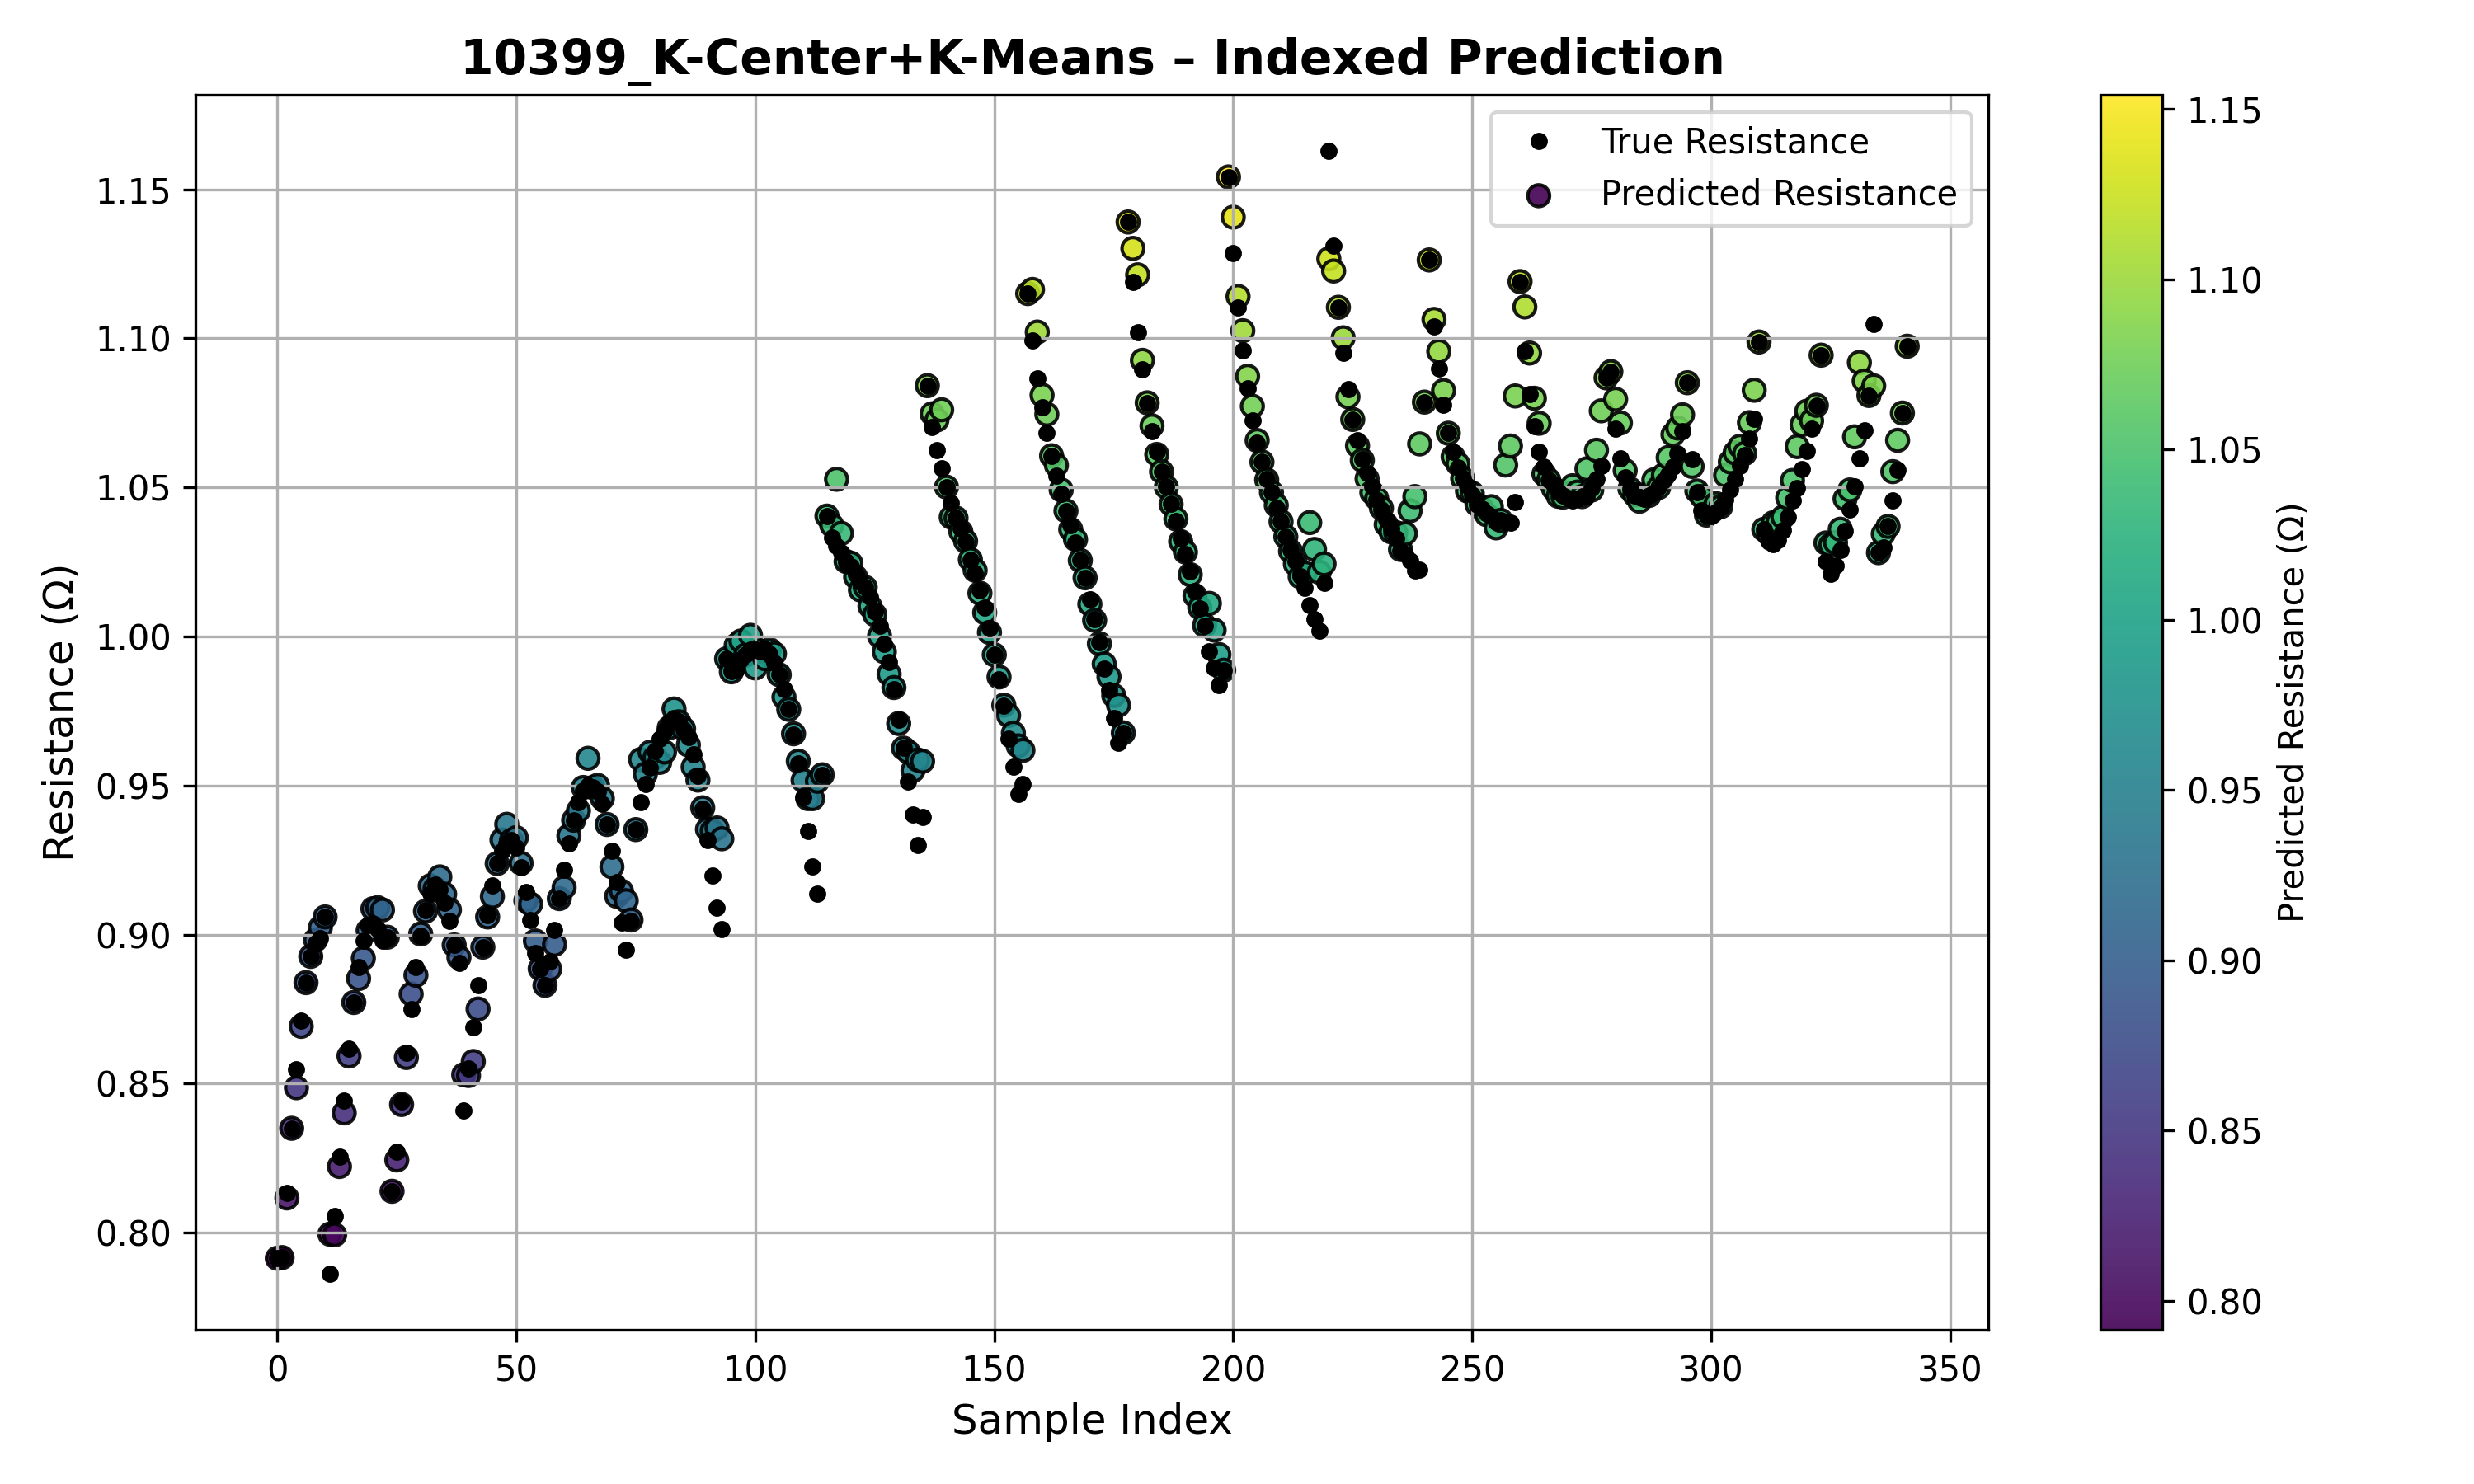 10399_K-Center+K-Means – Indexed Prediction
True Resistance
Predicted Resistance
Resistance (Ω)
1.15
1.10
1.05
1.00
0.95
0.90
0.85
0.80
0 50 100 150 200 250 300 350
Sample Index
1.15
1.10
1.05
1.00
0.95
0.90
0.85
0.80
Predicted Resistance (Ω)